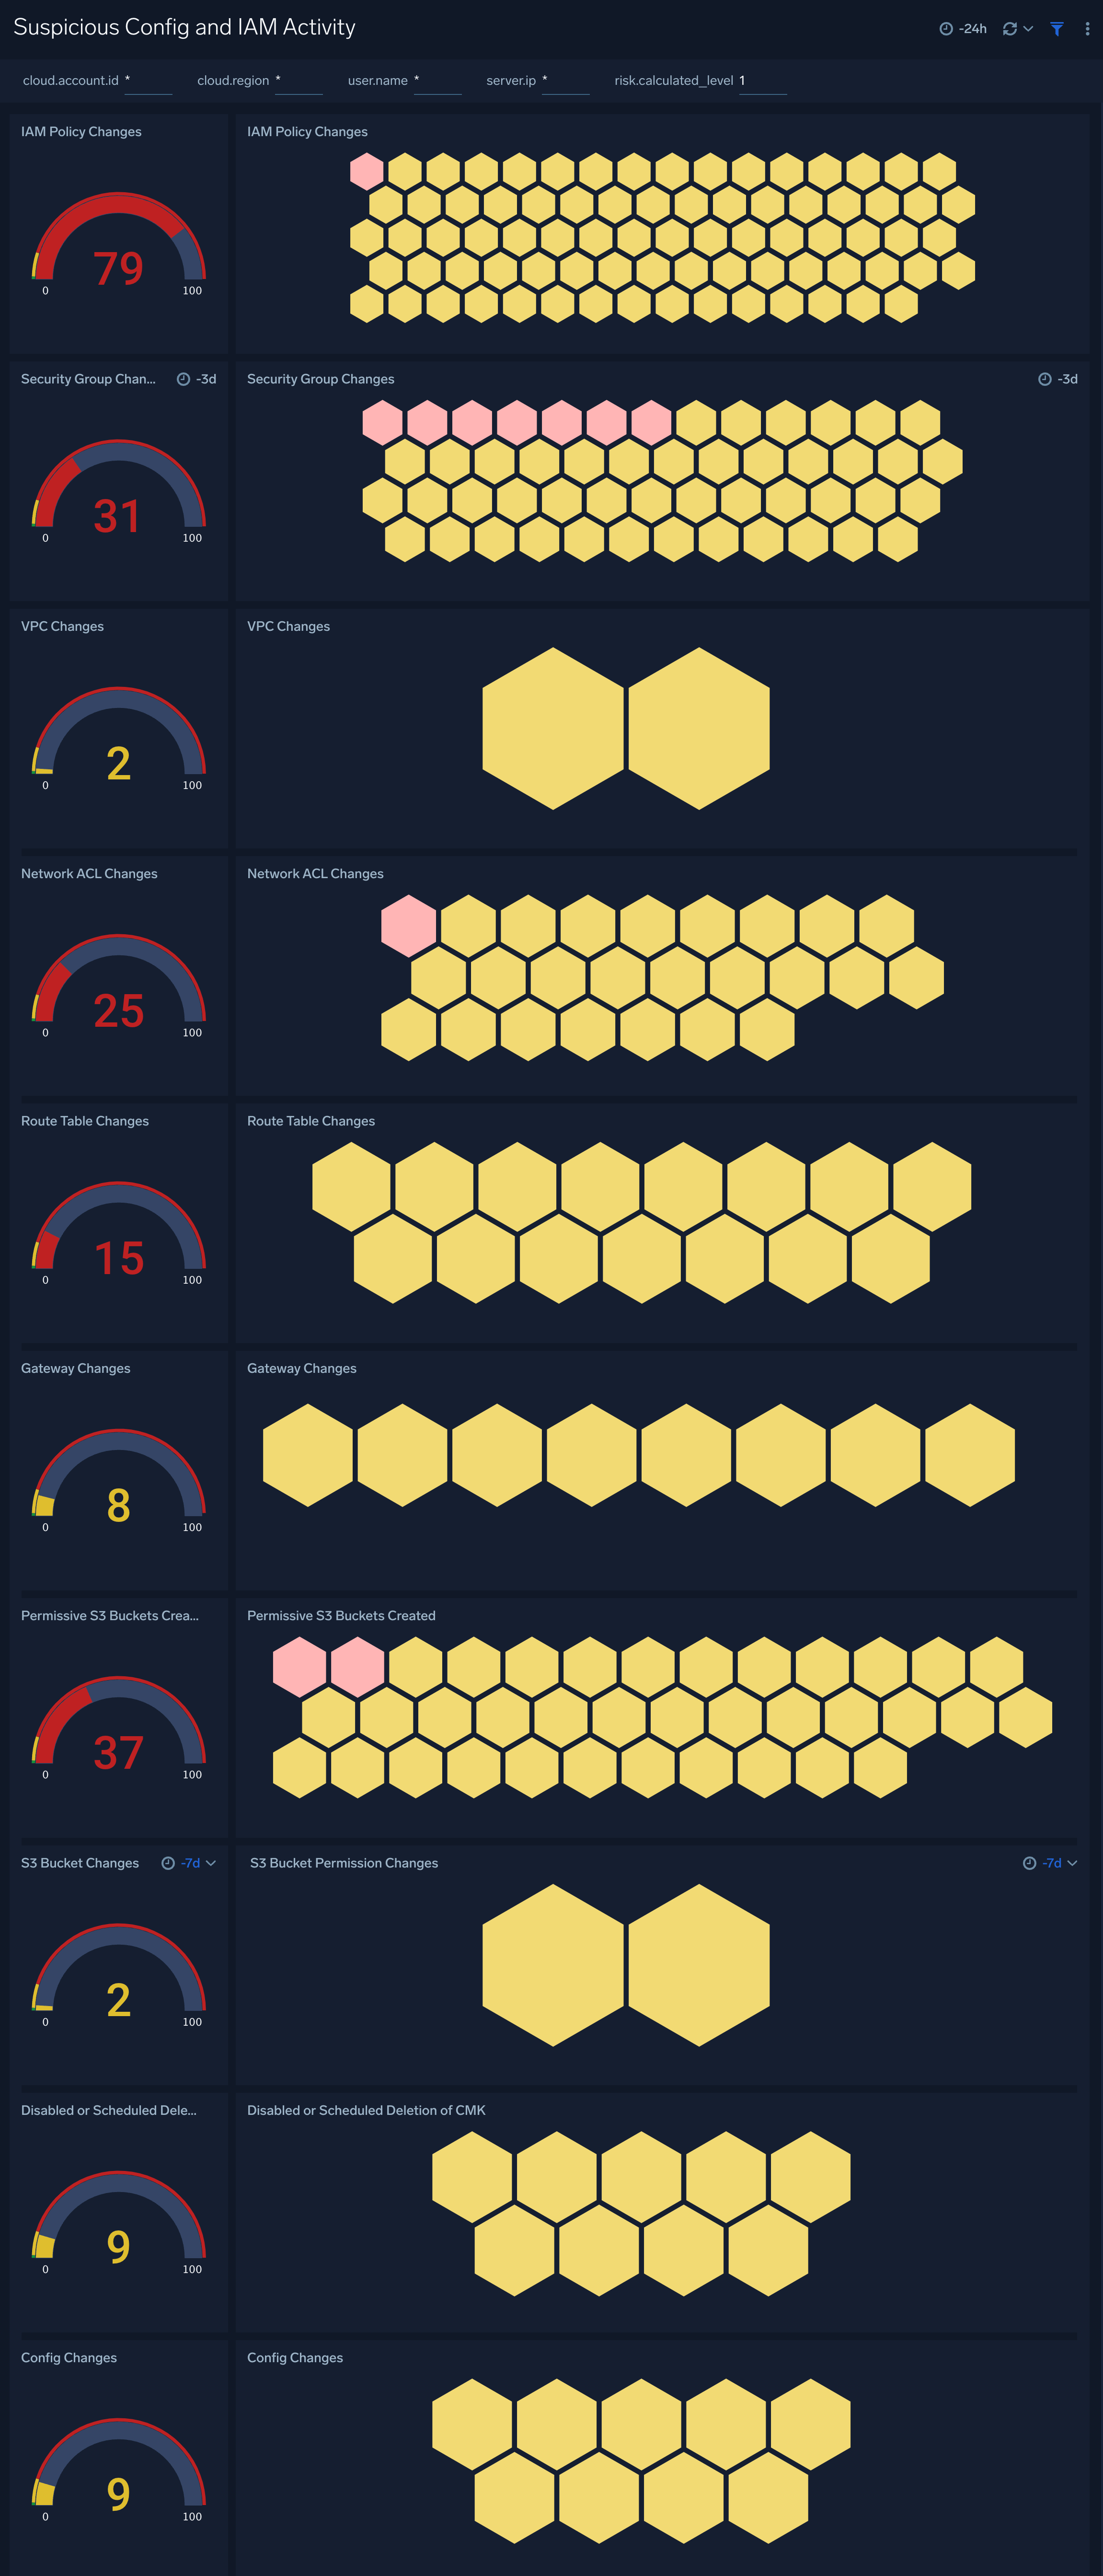 Suspicious Config and IAM Activity
-24h
cloud.account.id * cloud.region * user.name * server.ip * risk.calculated_level 1
IAM Policy Changes
79
0 100
IAM Policy Changes
Security Group Chan... -3d
31
0 100
Security Group Changes -3d
VPC Changes
2
0 100
VPC Changes
Network ACL Changes
25
0 100
Network ACL Changes
Route Table Changes
15
0 100
Route Table Changes
Gateway Changes
8
0 100
Gateway Changes
Permissive S3 Buckets Crea...
37
0 100
Permissive S3 Buckets Created
S3 Bucket Changes -7d
2
0 100
S3 Bucket Permission Changes -7d
Disabled or Scheduled Dele...
9
0 100
Disabled or Scheduled Deletion of CMK
Config Changes
9
0 100
Config Changes